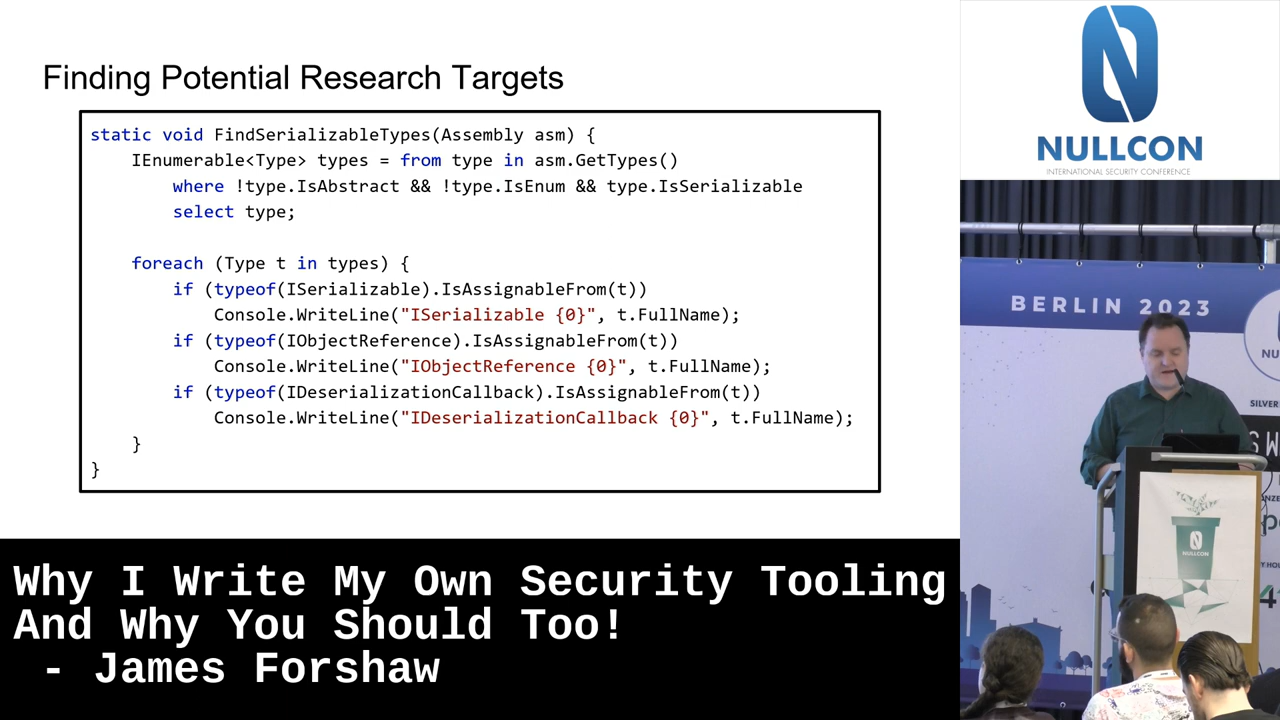 Finding Potential Research Targets
static void FindSerializableTypes(Assembly asm) {
IEnumerable<Type> types = from type in asm.GetTypes()
where !type.IsAbstract && !type.IsEnum && type.IsSerializable
select type;
foreach (Type t in types) {
if (typeof(ISerializable).IsAssignableFrom(t))
Console.WriteLine("ISerializable {0}", t.FullName);
if (typeof(IObjectReference).IsAssignableFrom(t))
Console.WriteLine("IObjectReference {0}", t.FullName);
if (typeof(IDeserializationCallback).IsAssignableFrom(t))
Console.WriteLine("IDeserializationCallback {0}", t.FullName);
}
}
Why I Write My Own Security Tooling
And Why You Should Too!
- James Forshaw
NULLCON
INTERNATIONAL SECURITY CONFERENCE
BERLIN 2023
NULLCON